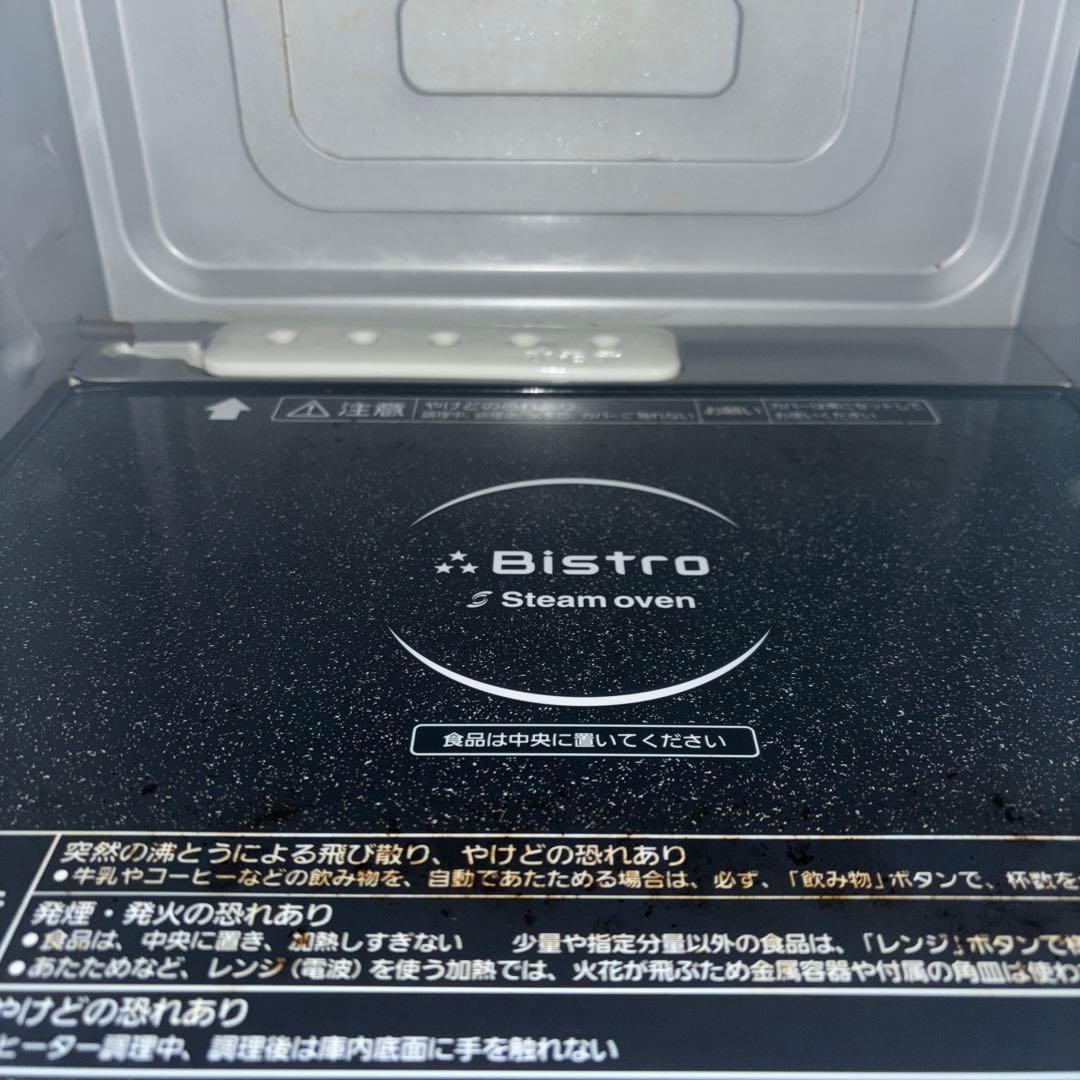 注意
やけどの恐れあり
お願い
Bistro
Steam oven
食品は中央に置いてください
突然の沸とうによる飛び散り、やけどの恐れあり
●牛乳やコーヒーなどの飲み物を、自動であたためる場合は、必ず、「飲み物」ボタンで、杯数を
発煙・発火の恐れあり
●食品は、中央に置き、加熱しすぎない 少量や指定分量以外の食品は、「レンジ」ボタンで様
●あたためなど、レンジ(電波)を使う加熱では、火花が飛ぶため金属容器や付属の角皿は使わ
やけどの恐れあり
ヒーター調理中、調理後は庫内底面に手を触れない